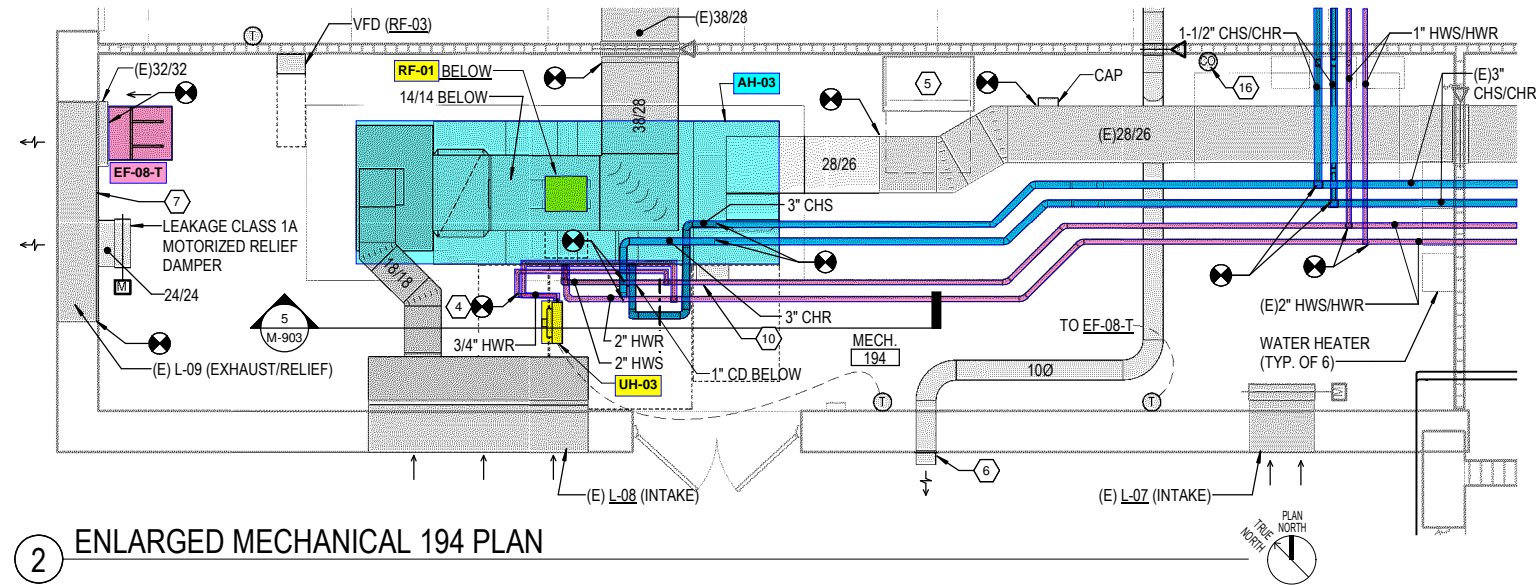 (E)38/28
VFD (RF-03)
T
1-1/2" CHS/CHR
1" HWS/HWR
(E)32/32
RF-01 BELOW
AH-03
5
CAP
CO
16
(E)3"
CHS/CHR
14/14 BELOW
38/28
(E)28/26
28/26
EF-08-T
7
LEAKAGE CLASS 1A
MOTORIZED RELIEF
DAMPER
3" CHS
18/18
M
24/24
4
5
M-903
3" CHR
10
(E)2" HWS/HWR
TO EF-08-T
3/4" HWR
2" HWR
2" HWS
MECH.
194
WATER HEATER
(TYP. OF 6)
(E) L-09 (EXHAUST/RELIEF)
UH-03
1" CD BELOW
10Ø
T
T
M
6
(E) L-08 (INTAKE)
(E) L-07 (INTAKE)
2
ENLARGED MECHANICAL 194 PLAN
TRUE
NORTH
PLAN
NORTH